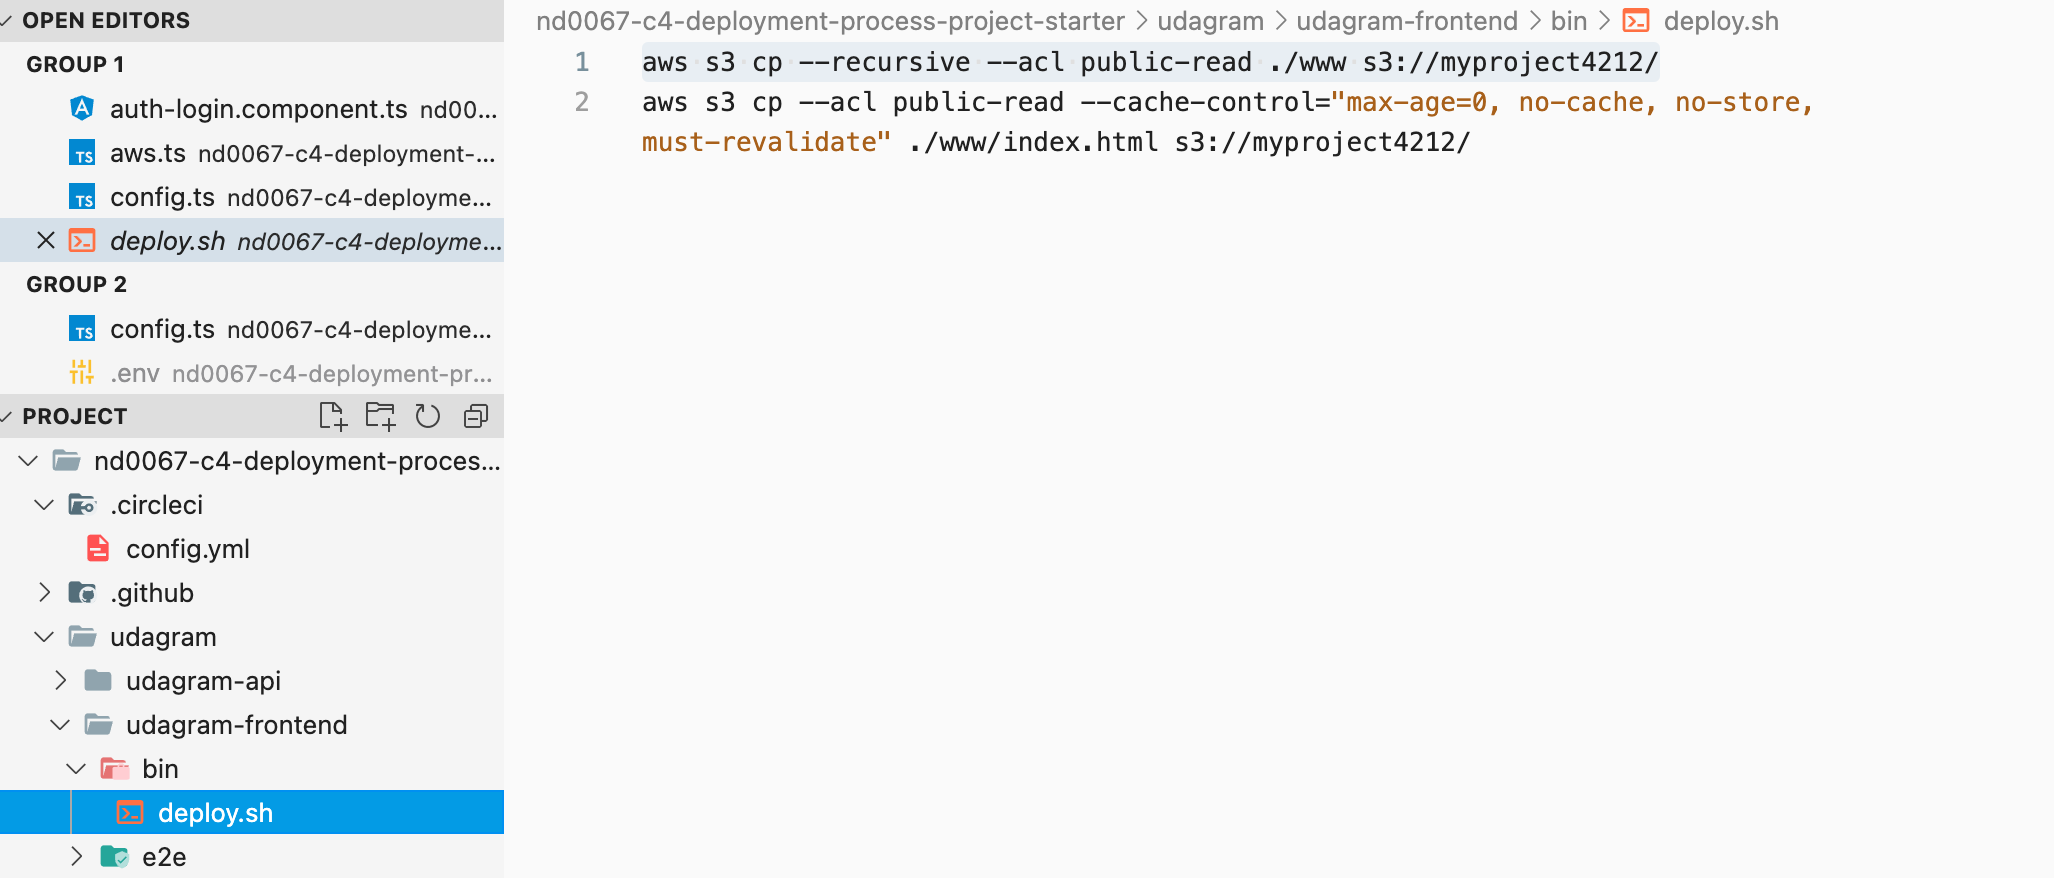 OPEN EDITORS
GROUP 1
auth-login.component.ts nd00...
aws.ts nd0067-c4-deployment-...
config.ts nd0067-c4-deployme...
deploy.sh nd0067-c4-deployme...
GROUP 2
config.ts nd0067-c4-deployme...
.env nd0067-c4-deployment-pr...
PROJECT
nd0067-c4-deployment-proces...
.circleci
config.yml
.github
udagram
udagram-api
udagram-frontend
bin
deploy.sh
e2e
nd0067-c4-deployment-process-project-starter > udagram > udagram-frontend > bin > deploy.sh
1 aws s3 cp --recursive --acl public-read ./www s3://myproject4212/
2 aws s3 cp --acl public-read --cache-control="max-age=0, no-cache, no-store,
must-revalidate" ./www/index.html s3://myproject4212/